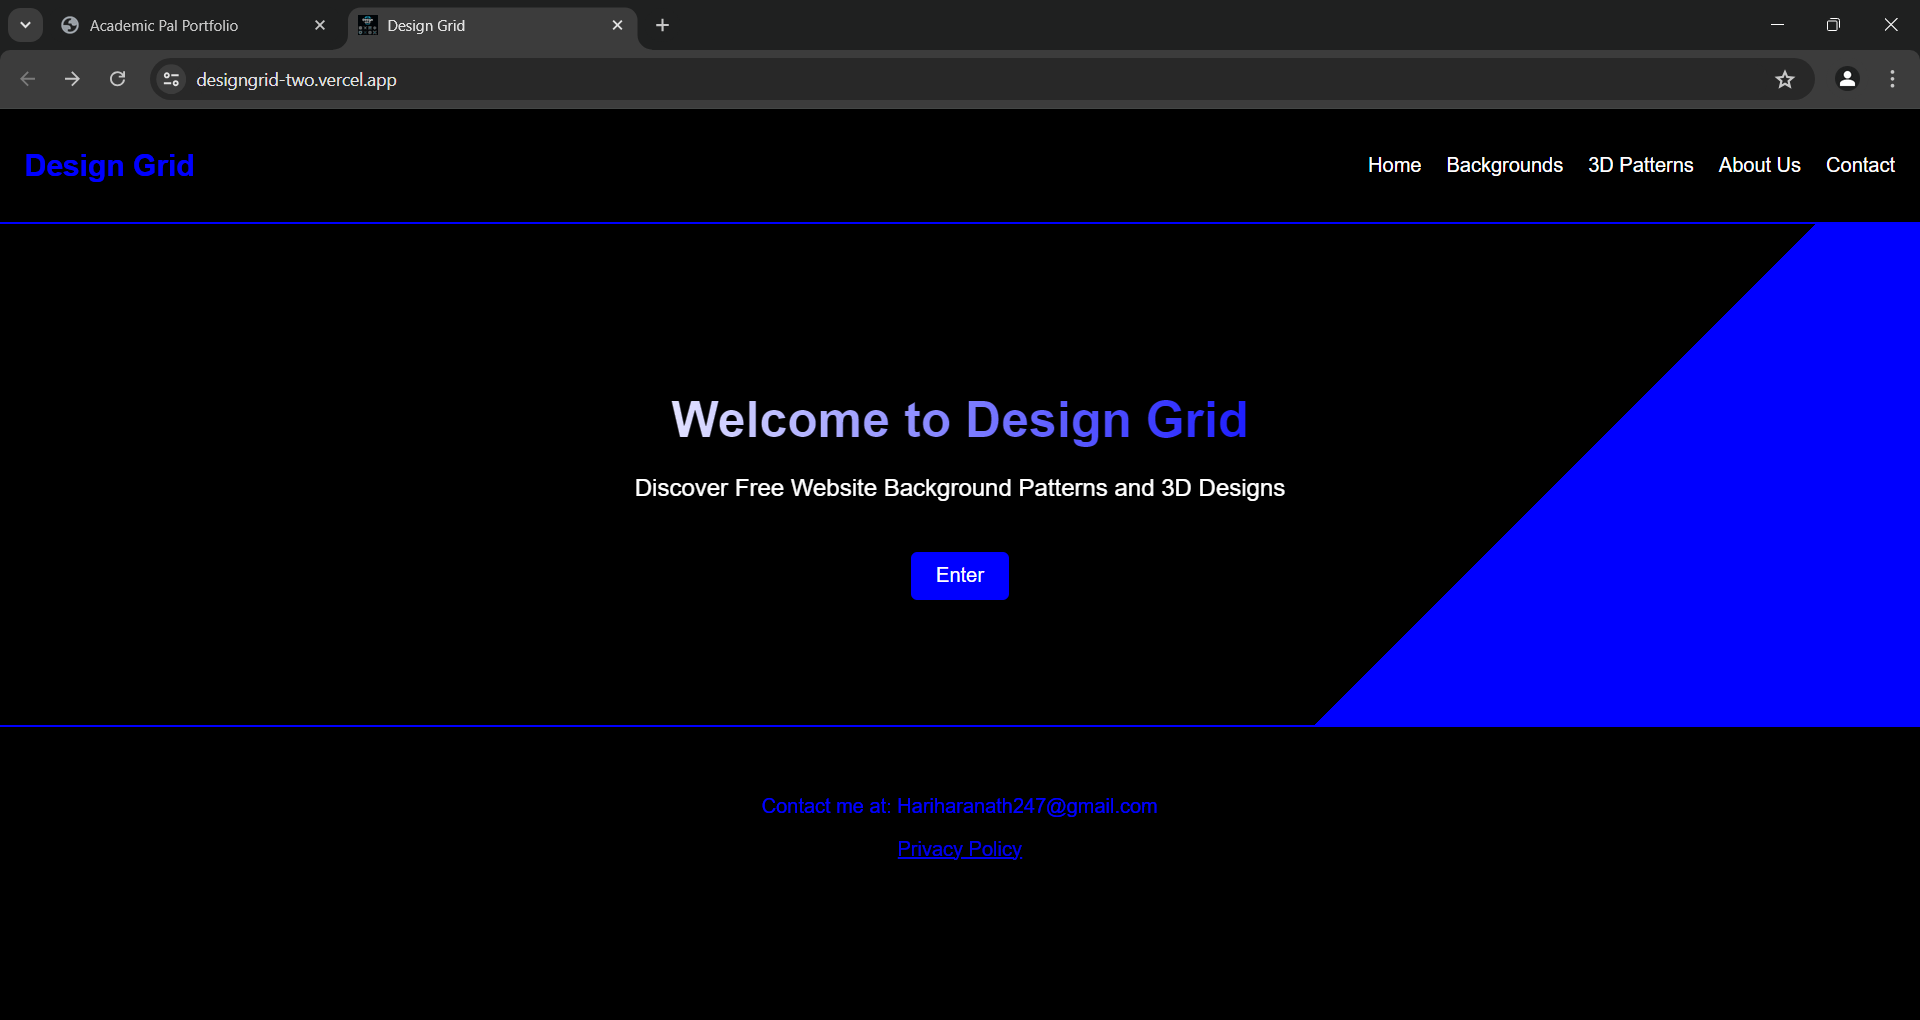 Academic Pal Portfolio
Design Grid
designgrid-two.vercel.app
Design Grid
Home Backgrounds 3D Patterns About Us Contact
Welcome to Design Grid
Discover Free Website Background Patterns and 3D Designs
Enter
Contact me at: Hariharanath247@gmail.com
Privacy Policy